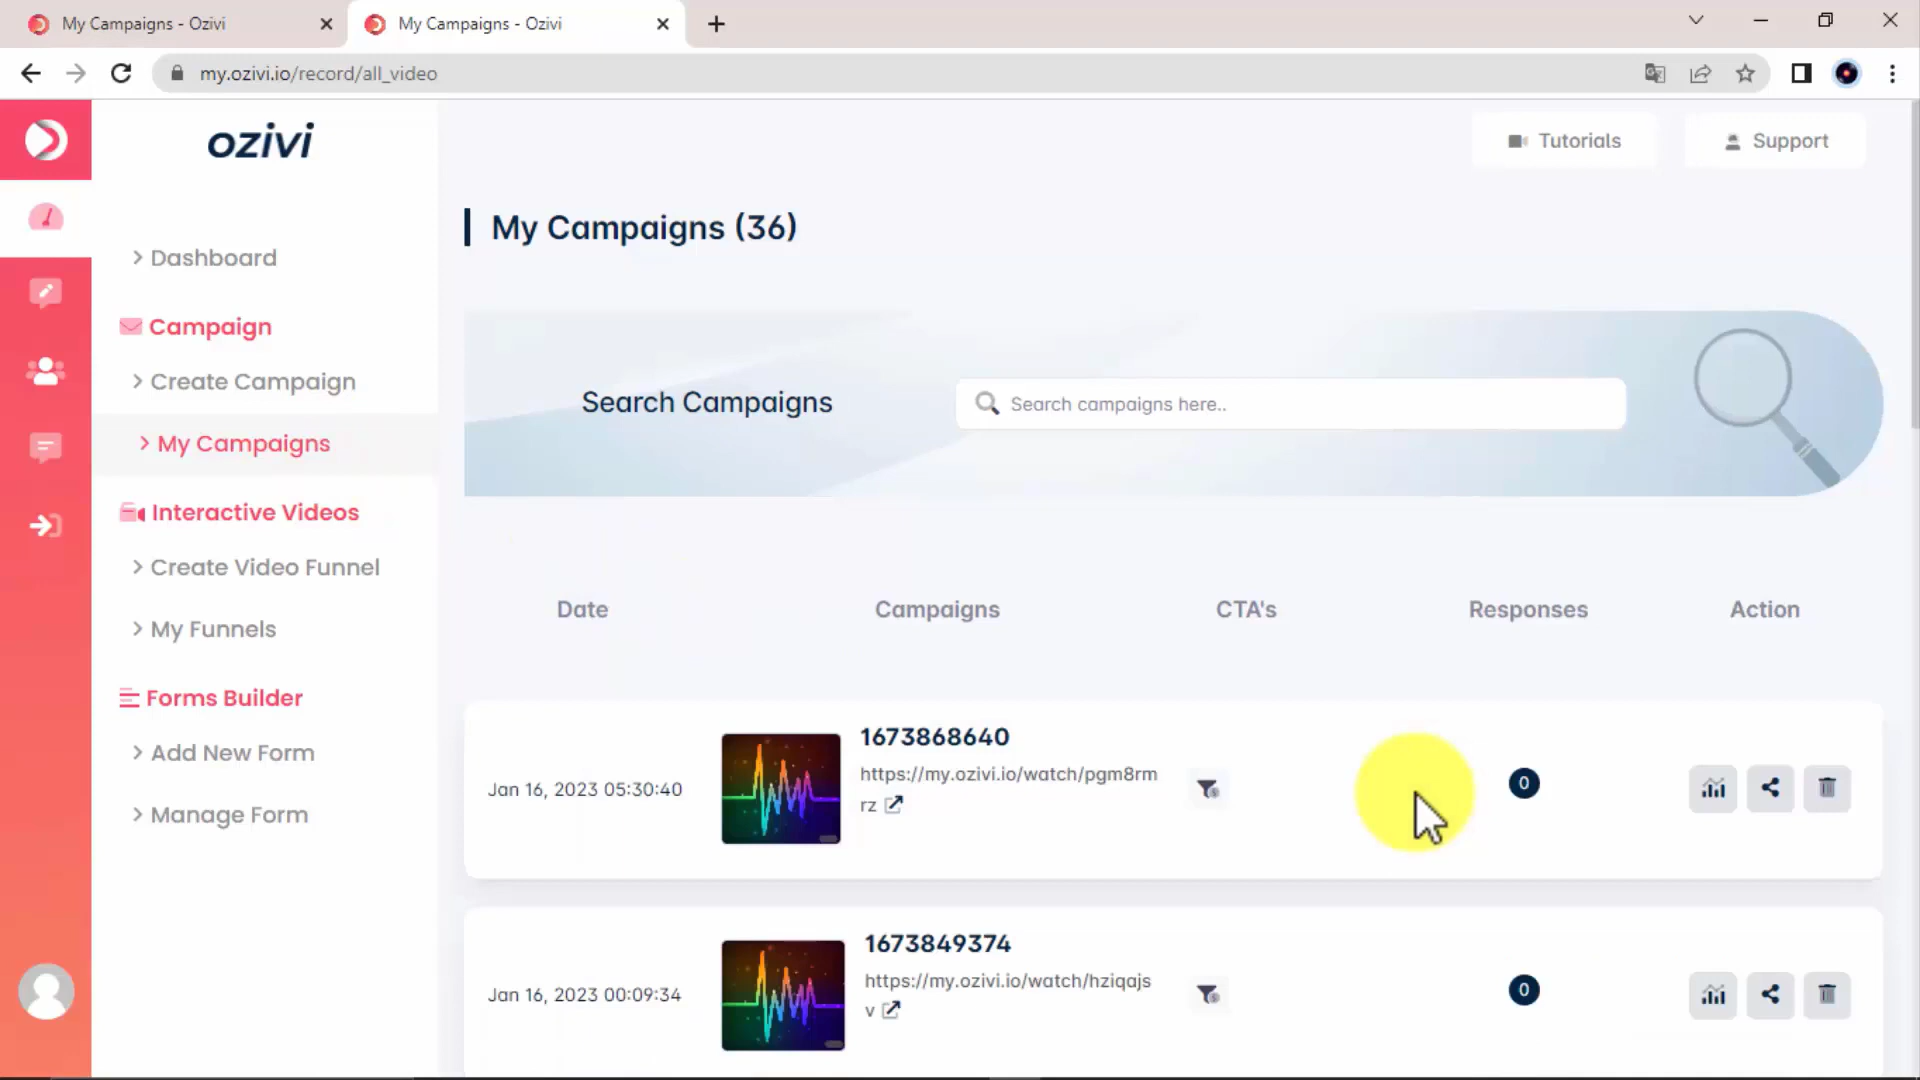 My Campaigns - Ozivi
My Campaigns - Ozivi
my.ozivi.io/record/all_video
ozivi
Tutorials
Support
Dashboard
Campaign
Create Campaign
My Campaigns
Interactive Videos
Create Video Funnel
My Funnels
Forms Builder
Add New Form
Manage Form
My Campaigns (36)
Search Campaigns
Search campaigns here..
Date Campaigns CTA's Responses Action
1673868640
Jan 16, 2023 05:30:40
https://my.ozivi.io/watch/pgm8rm
rz
0
1673849374
Jan 16, 2023 00:09:34
https://my.ozivi.io/watch/hziqajs
v
0